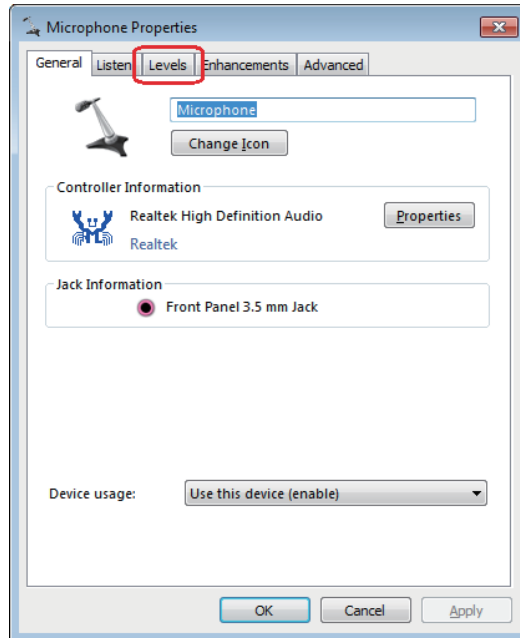 Microphone Properties
General Listen Levels Enhancements Advanced
Microphone
Change Icon
Controller Information
Realtek High Definition Audio Properties
Realtek
Jack Information
Front Panel 3.5 mm Jack
Device usage: Use this device (enable)
OK Cancel Apply